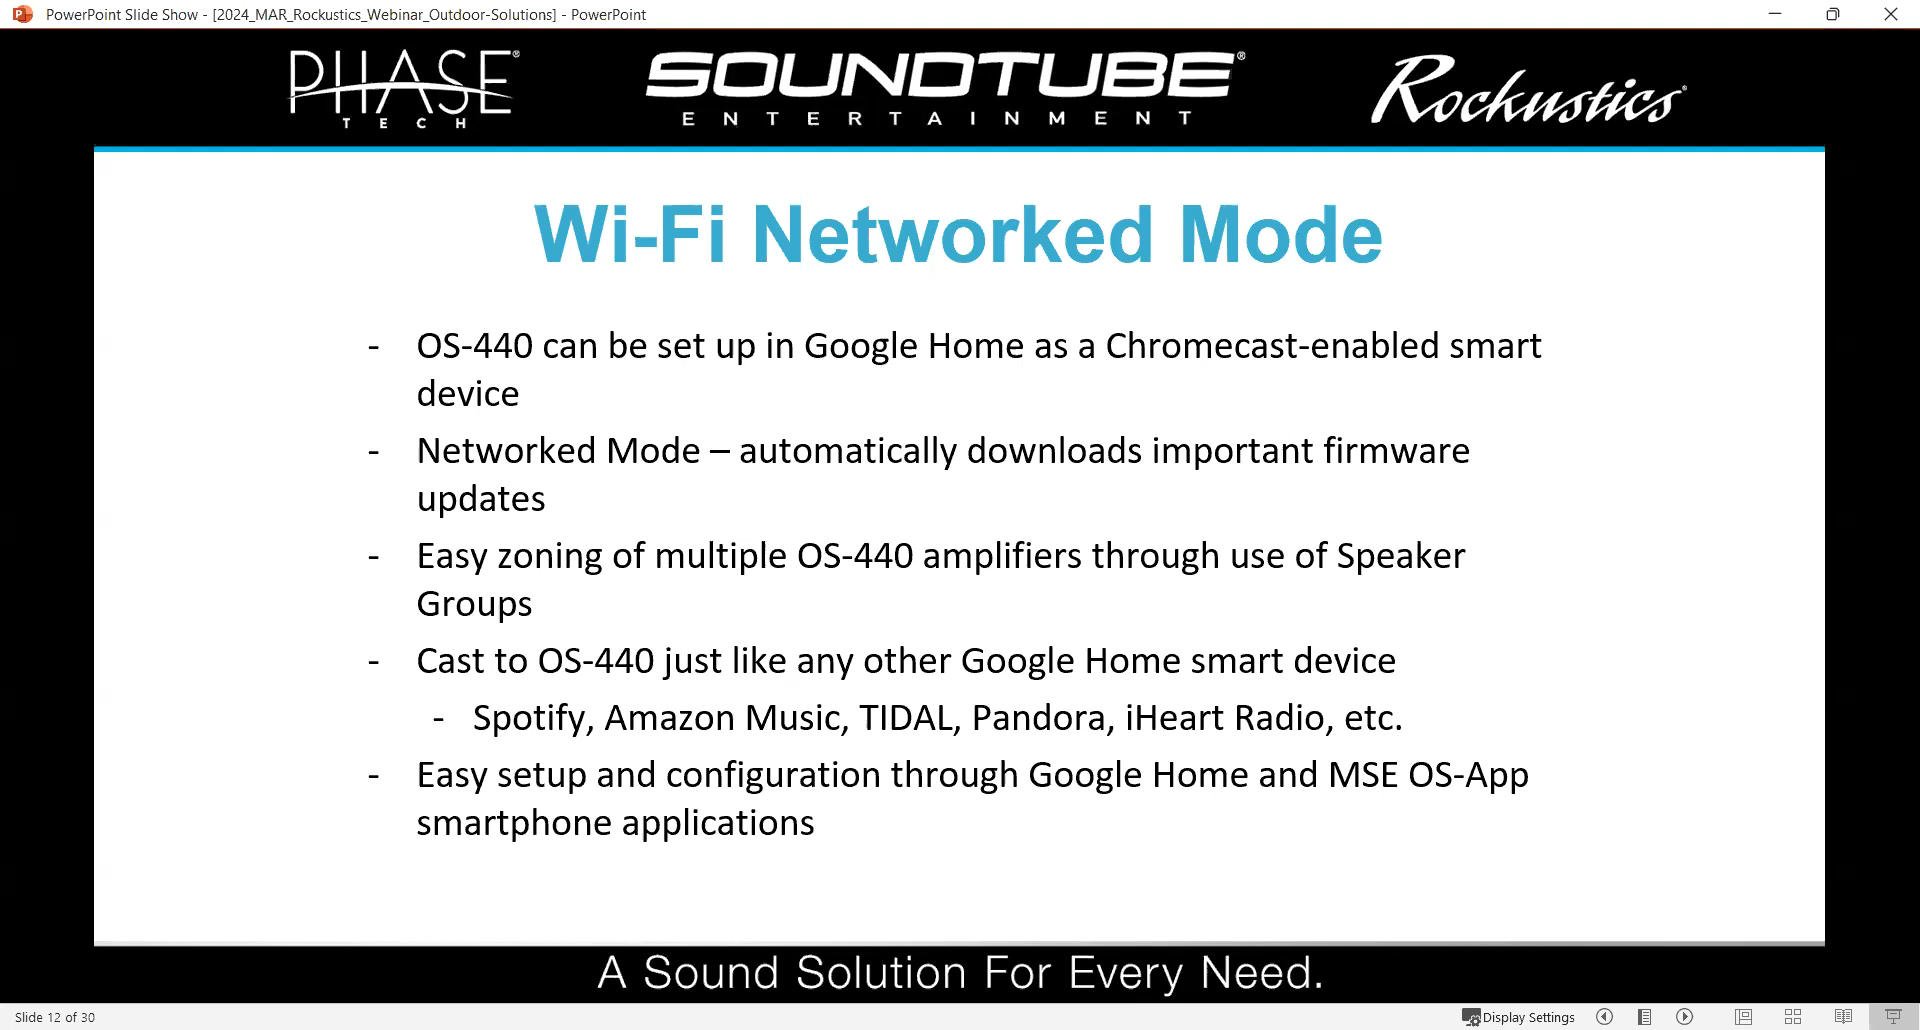 PowerPoint Slide Show - [2024_MAR_Rockustics_Webinar_Outdoor-Solutions] - PowerPoint
PHASE®
TECH
SOUNDTUBE®
ENTERTAINMENT
Rockustics®
Wi-Fi Networked Mode
- OS-440 can be set up in Google Home as a Chromecast-enabled smart
device
- Networked Mode – automatically downloads important firmware
updates
- Easy zoning of multiple OS-440 amplifiers through use of Speaker
Groups
- Cast to OS-440 just like any other Google Home smart device
- Spotify, Amazon Music, TIDAL, Pandora, iHeart Radio, etc.
- Easy setup and configuration through Google Home and MSE OS-App
smartphone applications
A Sound Solution For Every Need.
Slide 12 of 30
Display Settings